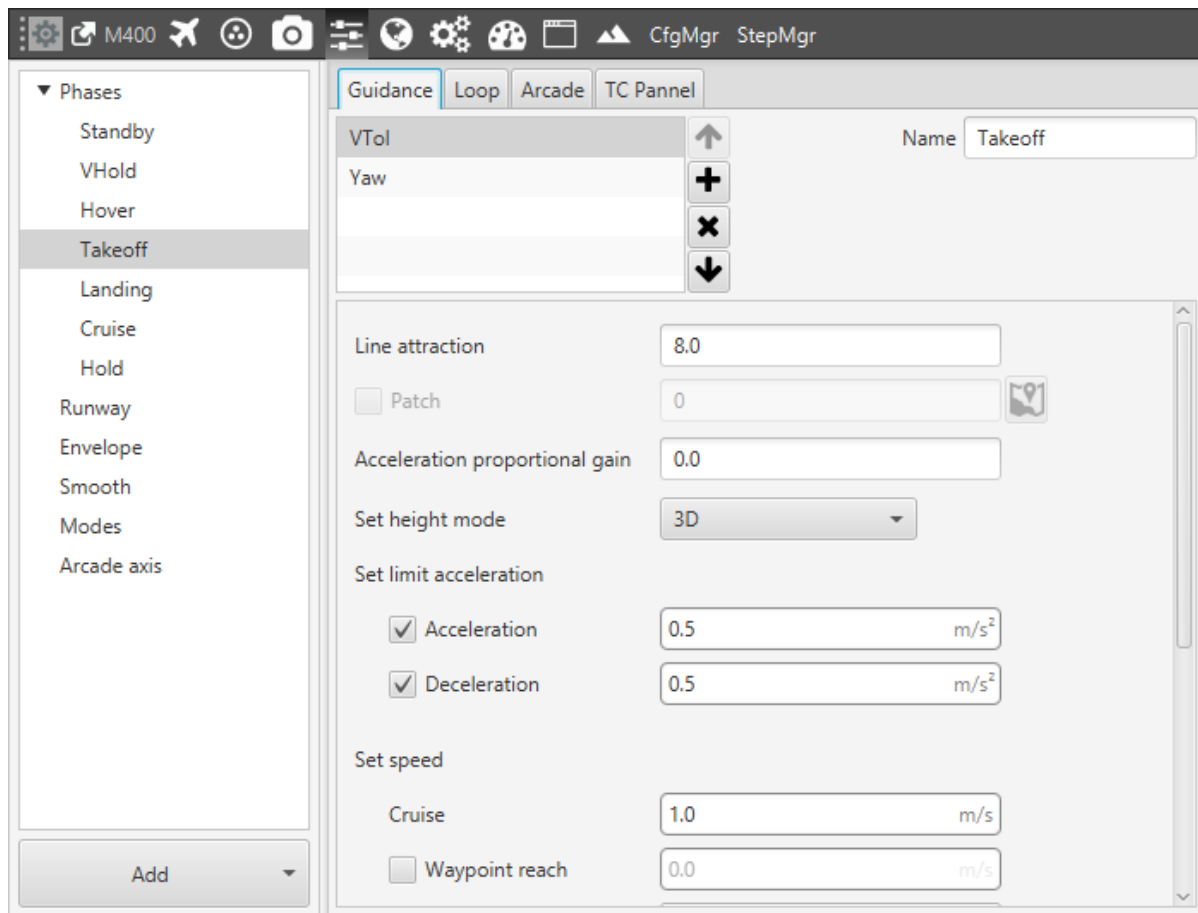 M400 CfgMgr StepMgr
Phases
Standby
VHold
Hover
Takeoff
Landing
Cruise
Hold
Runway
Envelope
Smooth
Modes
Arcade axis
Add
Guidance Loop Arcade TC Pannel
VTol
Yaw
Name Takeoff
Line attraction 8.0
Patch 0
Acceleration proportional gain 0.0
Set height mode 3D
Set limit acceleration
Acceleration 0.5 m/s²
Deceleration 0.5 m/s²
Set speed
Cruise 1.0 m/s
Waypoint reach 0.0 m/s